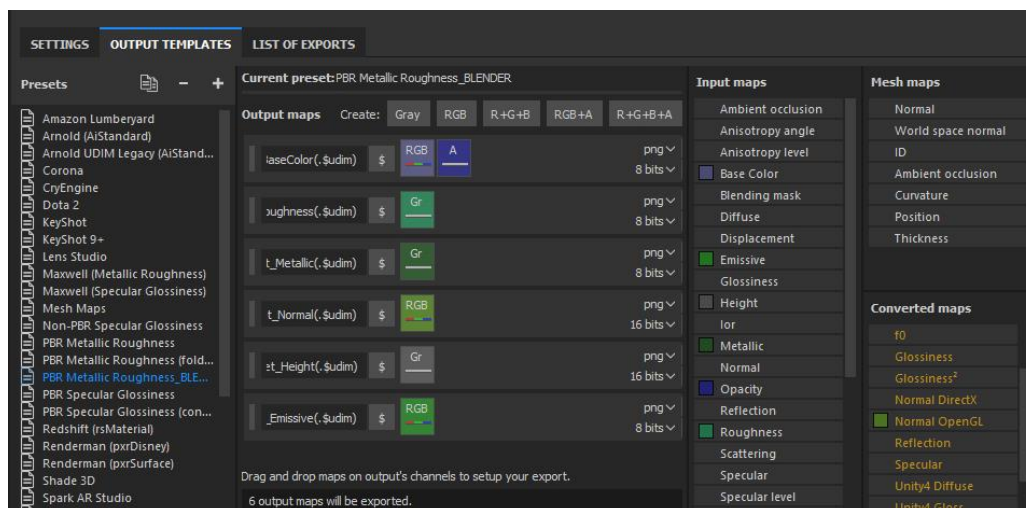 SETTINGS OUTPUT TEMPLATES LIST OF EXPORTS
Presets
Amazon Lumberyard
Arnold (AiStandard)
Arnold UDIM Legacy (AiStand...
Corona
CryEngine
Dota 2
KeyShot
KeyShot 9+
Lens Studio
Maxwell (Metallic Roughness)
Maxwell (Specular Glossiness)
Mesh Maps
Non-PBR Specular Glossiness
PBR Metallic Roughness
PBR Metallic Roughness (fold...
PBR Metallic Roughness_BLE...
PBR Specular Glossiness
PBR Specular Glossiness (con...
Redshift (rsMaterial)
Renderman (pxrDisney)
Renderman (pxrSurface)
Shade 3D
Spark AR Studio
Current preset:PBR Metallic Roughness_BLENDER
Output maps Create: Gray RGB R+G+B RGB+A R+G+B+A
laseColor(.$udim) $ RGB A png
8 bits
oughness(.$udim) $ Gr png
8 bits
t_Metallic(.$udim) $ Gr png
8 bits
t_Normal(.$udim) $ RGB png
16 bits
et_Height(.$udim) $ Gr png
16 bits
_Emissive(.$udim) $ RGB png
8 bits
Drag and drop maps on output's channels to setup your export.
6 output maps will be exported.
Input maps
Ambient occlusion
Anisotropy angle
Anisotropy level
Base Color
Blending mask
Diffuse
Displacement
Emissive
Glossiness
Height
Ior
Metallic
Normal
Opacity
Reflection
Roughness
Scattering
Specular
Specular level
Mesh maps
Normal
World space normal
ID
Ambient occlusion
Curvature
Position
Thickness
Converted maps
f0
Glossiness
Glossiness²
Normal DirectX
Normal OpenGL
Reflection
Specular
Unity4 Diffuse
Unity4 Gloss